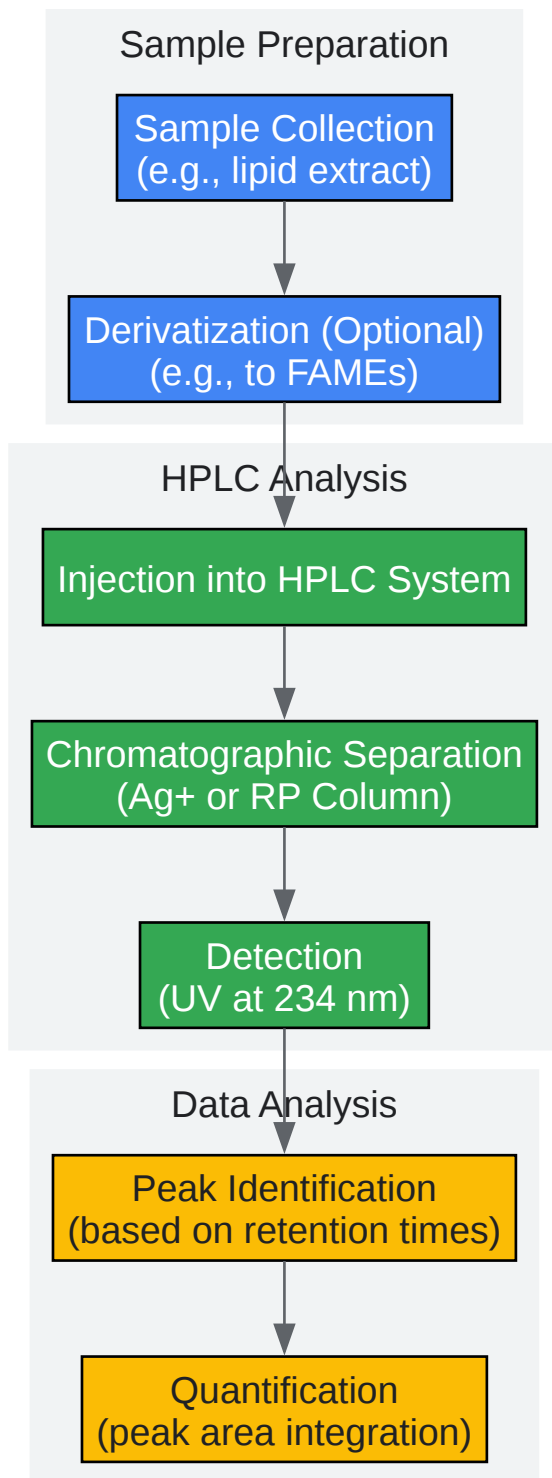 Sample Preparation
Sample Collection
(e.g., lipid extract)
Derivatization (Optional)
(e.g., to FAMEs)
HPLC Analysis
Injection into HPLC System
Chromatographic Separation
(Ag+ or RP Column)
Detection
(UV at 234 nm)
Data Analysis
Peak Identification
(based on retention times)
Quantification
(peak area integration)